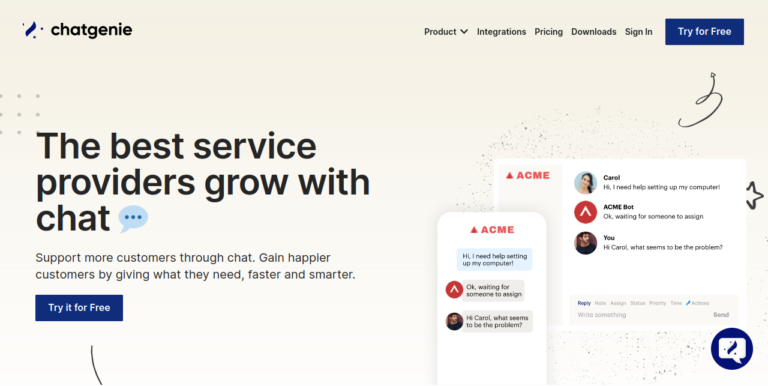 chatgenie
Product
Integrations
Pricing
Downloads
Sign In
Try for Free
The best service
providers grow with
chat
Support more customers through chat. Gain happier
customers by giving what they need, faster and smarter.
Try it for Free
ACME
Hi, I need help setting
up my computer!
Ok, waiting for
someone to assign
Hi Carol, what seems
to be the problem?
ACME
Carol
Hi, I need help setting up my computer!
ACME Bot
Ok, waiting for someone to assign
You
Hi Carol, what seems to be the problem?
Reply Note Assign Status Priority Time Actions
Write something
Send